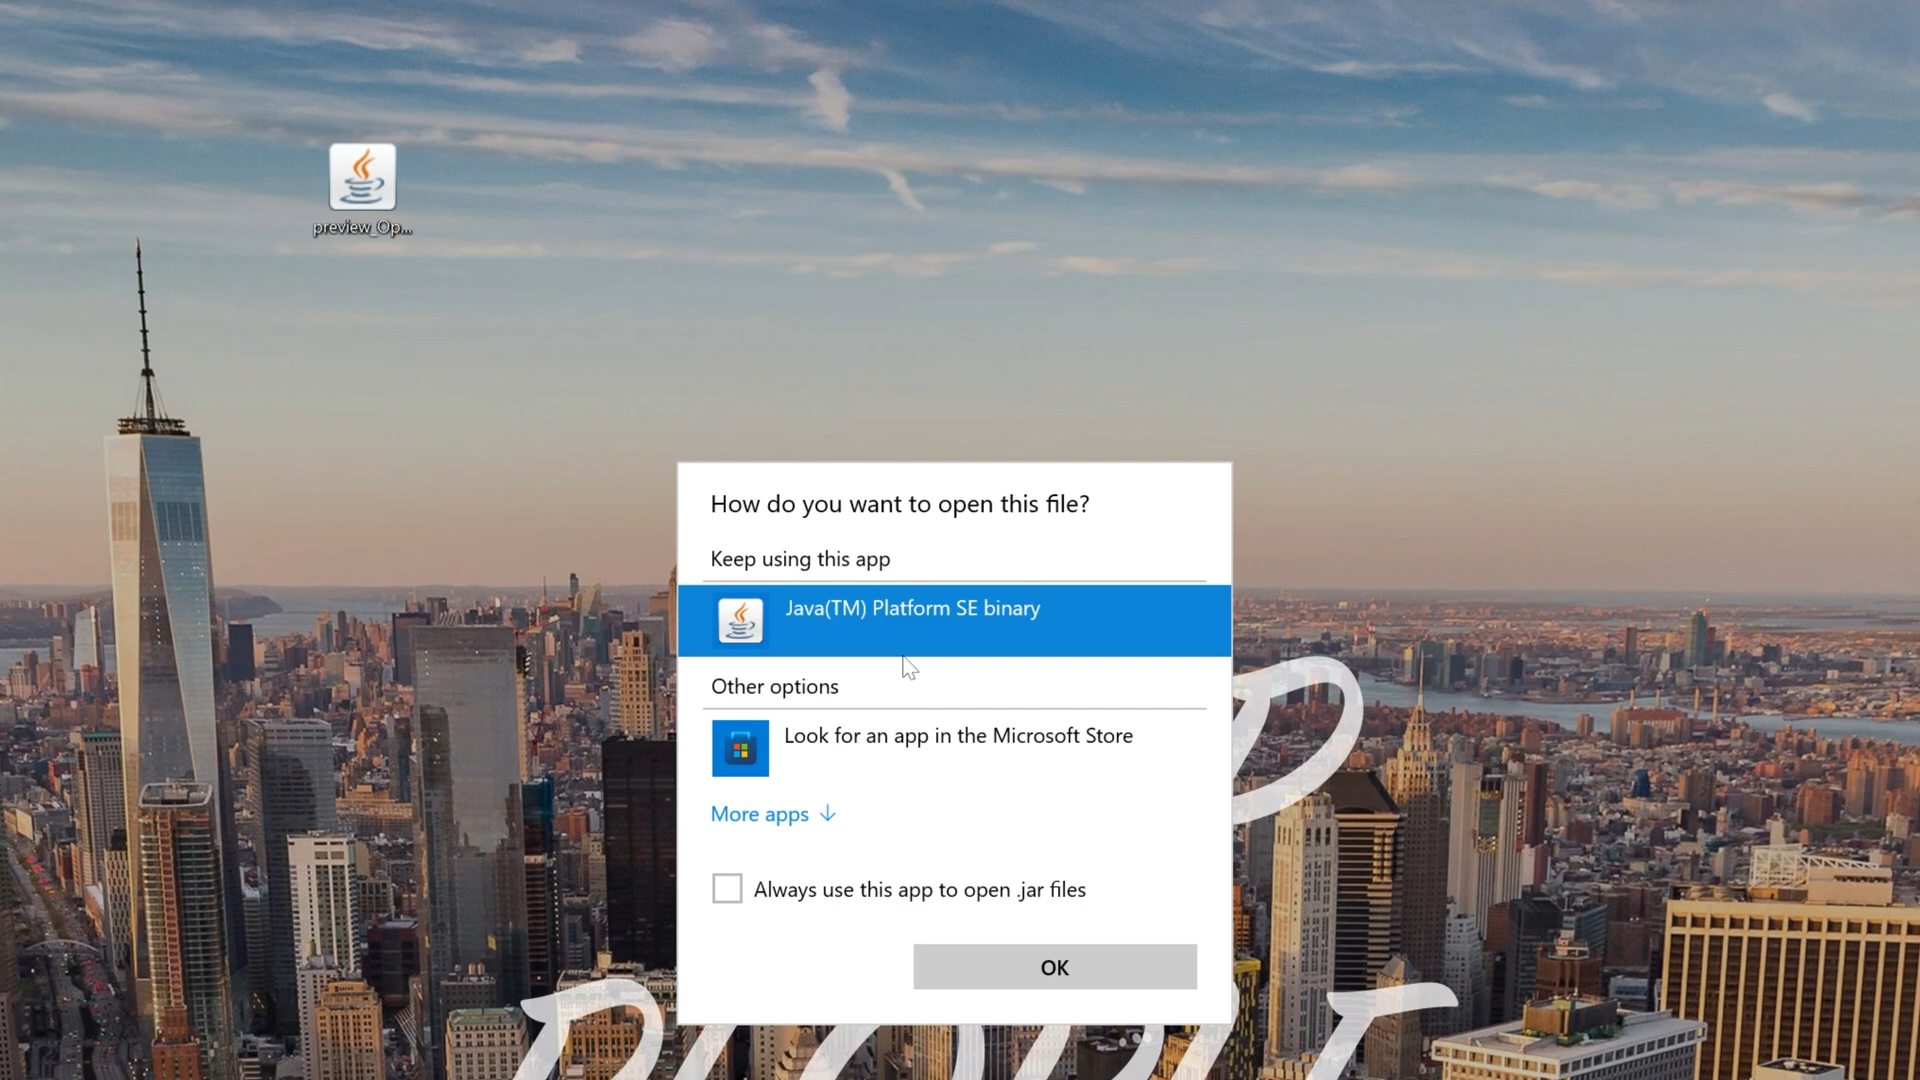 preview_Op...
How do you want to open this file?
Keep using this app
Java(TM) Platform SE binary
Other options
Look for an app in the Microsoft Store
More apps
Always use this app to open .jar files
OK